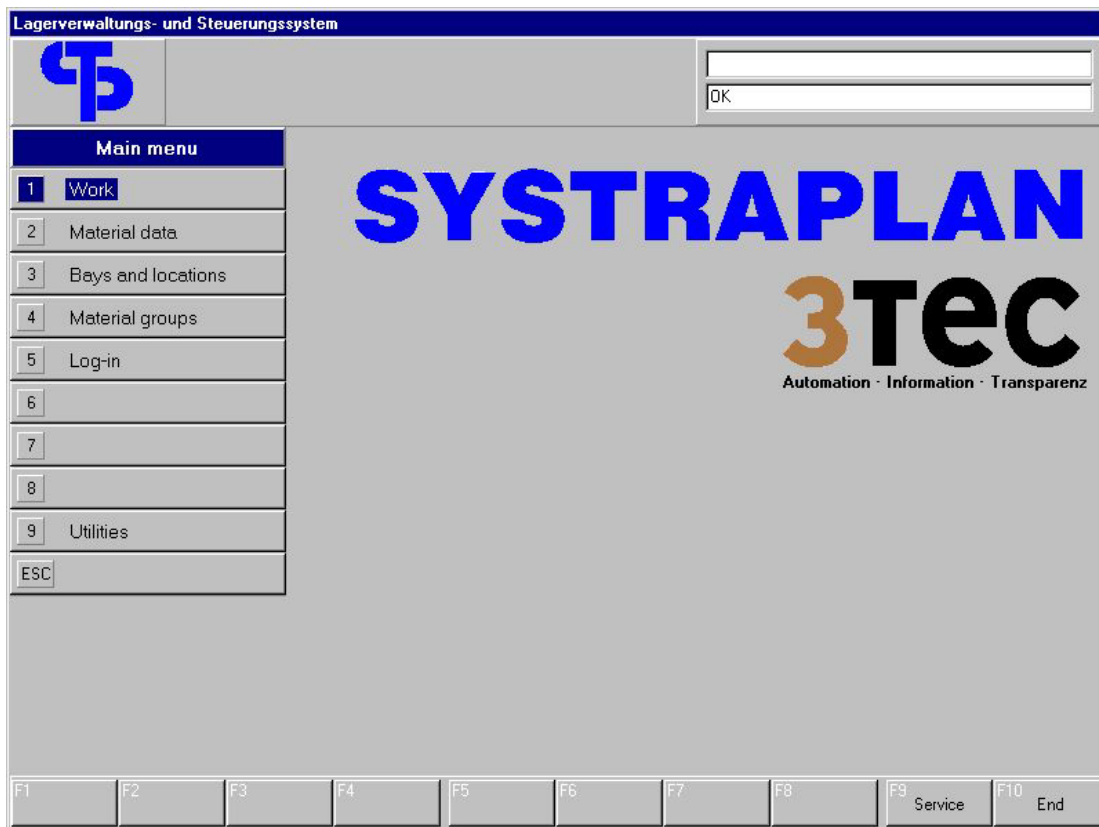 Lagerverwaltungs- und Steuerungssystem
OK
Main menu
1 Work
2 Material data
3 Bays and locations
4 Material groups
5 Log-in
6
7
8
9 Utilities
ESC
SYSTRAPLAN
3Tec
Automation · Information · Transparenz
F1 F2 F3 F4 F5 F6 F7 F8 F9 Service F10 End